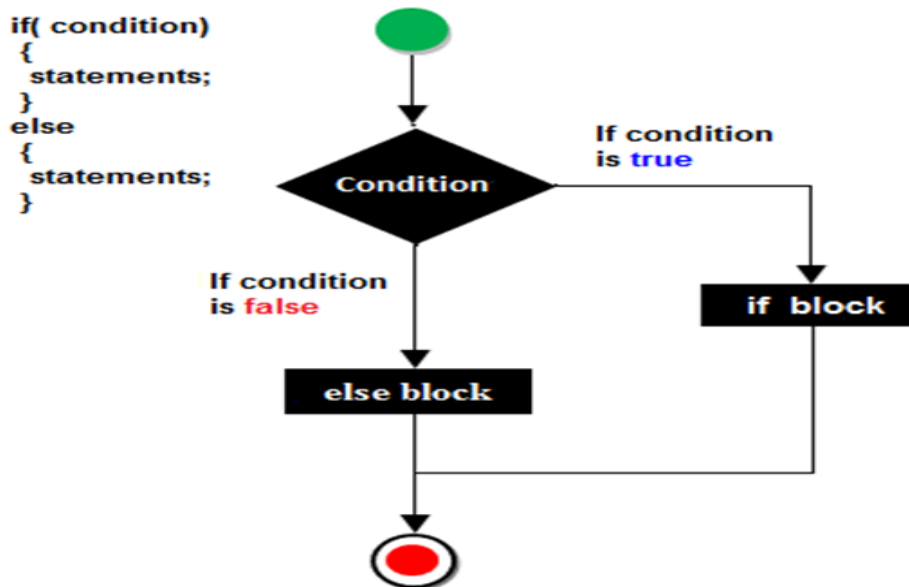 if( condition)
{
statements;
}
else
{
statements;
}
Condition
If condition
is true
If condition
is false
if block
else block